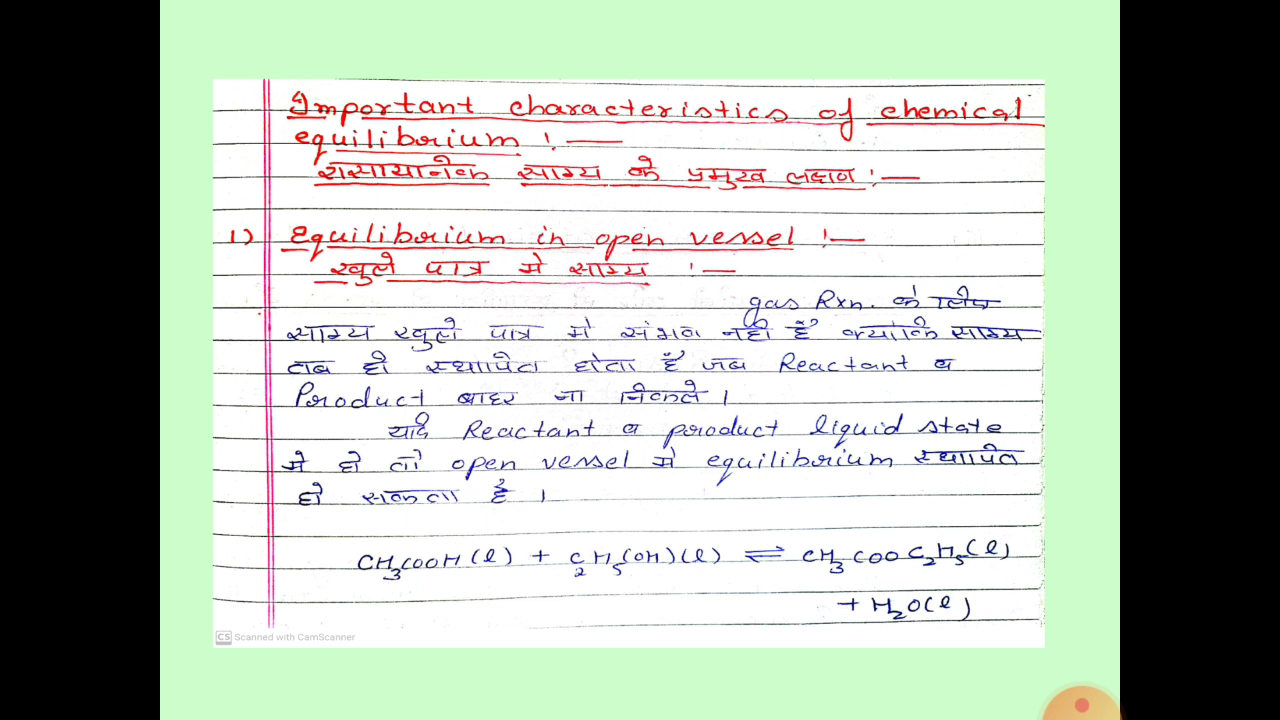 Important characteristics of chemical
equilibrium :—
रासायनिक साम्य के प्रमुख लक्षण :—
1) Equilibrium in open vessel :—
खुले पात्र मे साम्य :—
gas Rxn. के लिए
साम्य खुले पात्र मे संभव नही है क्योकि साम्य
तब ही स्थापित होता है जब Reactant व
Product बाहर ना निकले।
यदि Reactant व product liquid state
मे हो तो open vessel मे equilibrium स्थापित
हो सकता है ।
CH₃COOH(l) + C₂H₅(OH)(l) ⇌ CH₃COOC₂H₅(l)
+ H₂O(l)
CS Scanned with CamScanner